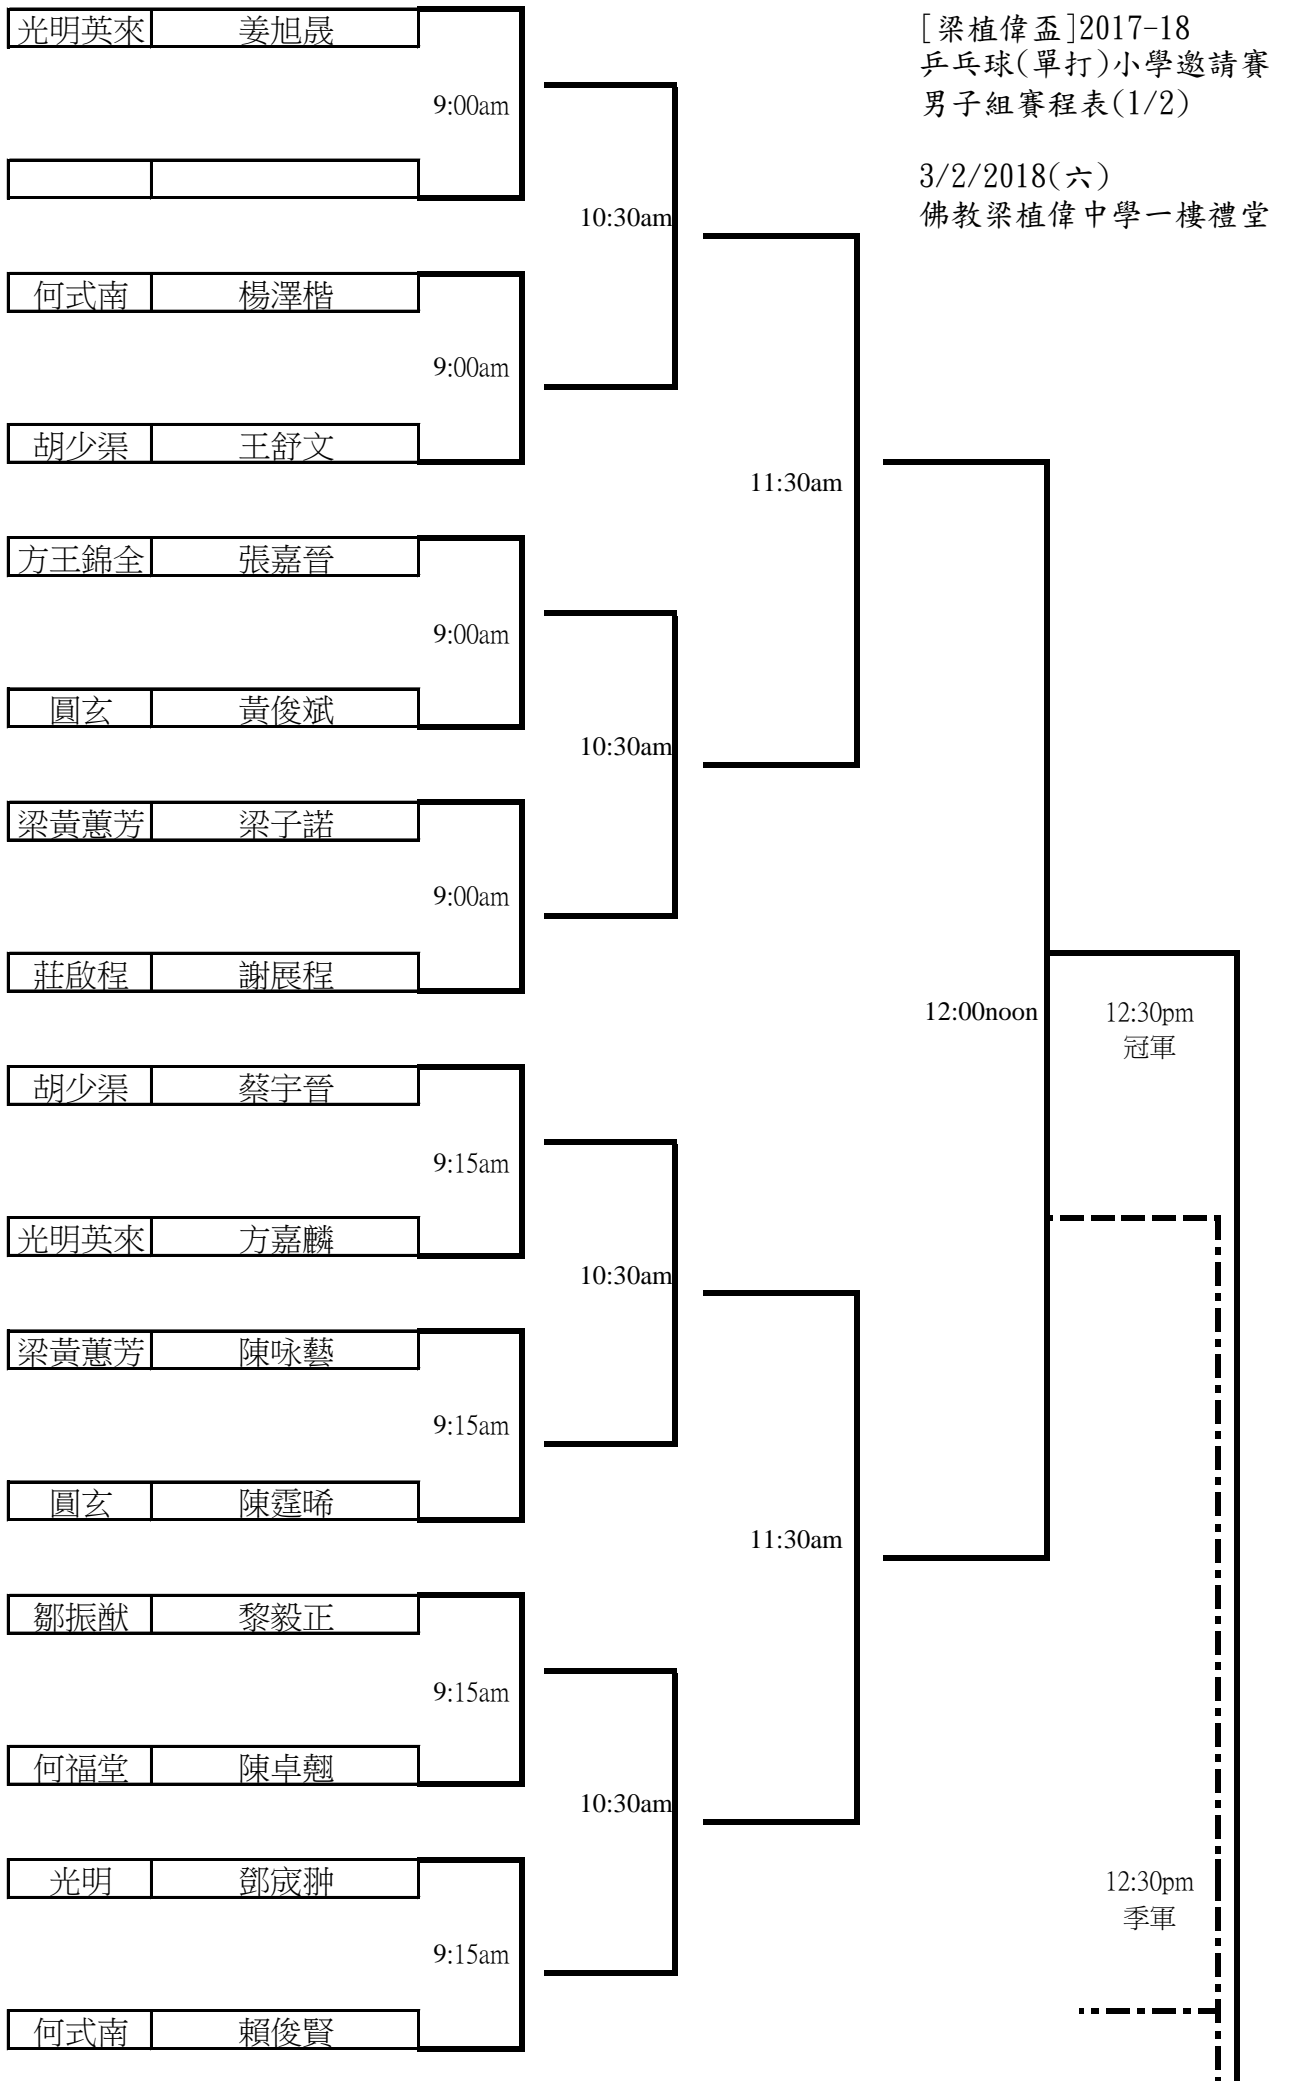 [梁植偉盃]2017-18
乒乓球(單打)小學邀請賽
男子組賽程表(1/2)
3/2/2018(六)
佛教梁植偉中學一樓禮堂
光明英來 姜旭晟
9:00am
10:30am
何式南 楊澤楷
9:00am
胡少渠 王舒文
11:30am
方王錦全 張嘉晉
9:00am
圓玄 黃俊斌
10:30am
梁黃蕙芳 梁子諾
9:00am
莊啟程 謝展程
12:00noon
12:30pm
冠軍
胡少渠 蔡宇晉
9:15am
光明英來 方嘉麟
10:30am
梁黃蕙芳 陳咏藝
9:15am
圓玄 陳霆晞
11:30am
鄒振猷 黎毅正
9:15am
何福堂 陳卓翹
10:30am
光明 鄧宬翀
12:30pm
季軍
9:15am
何式南 賴俊賢